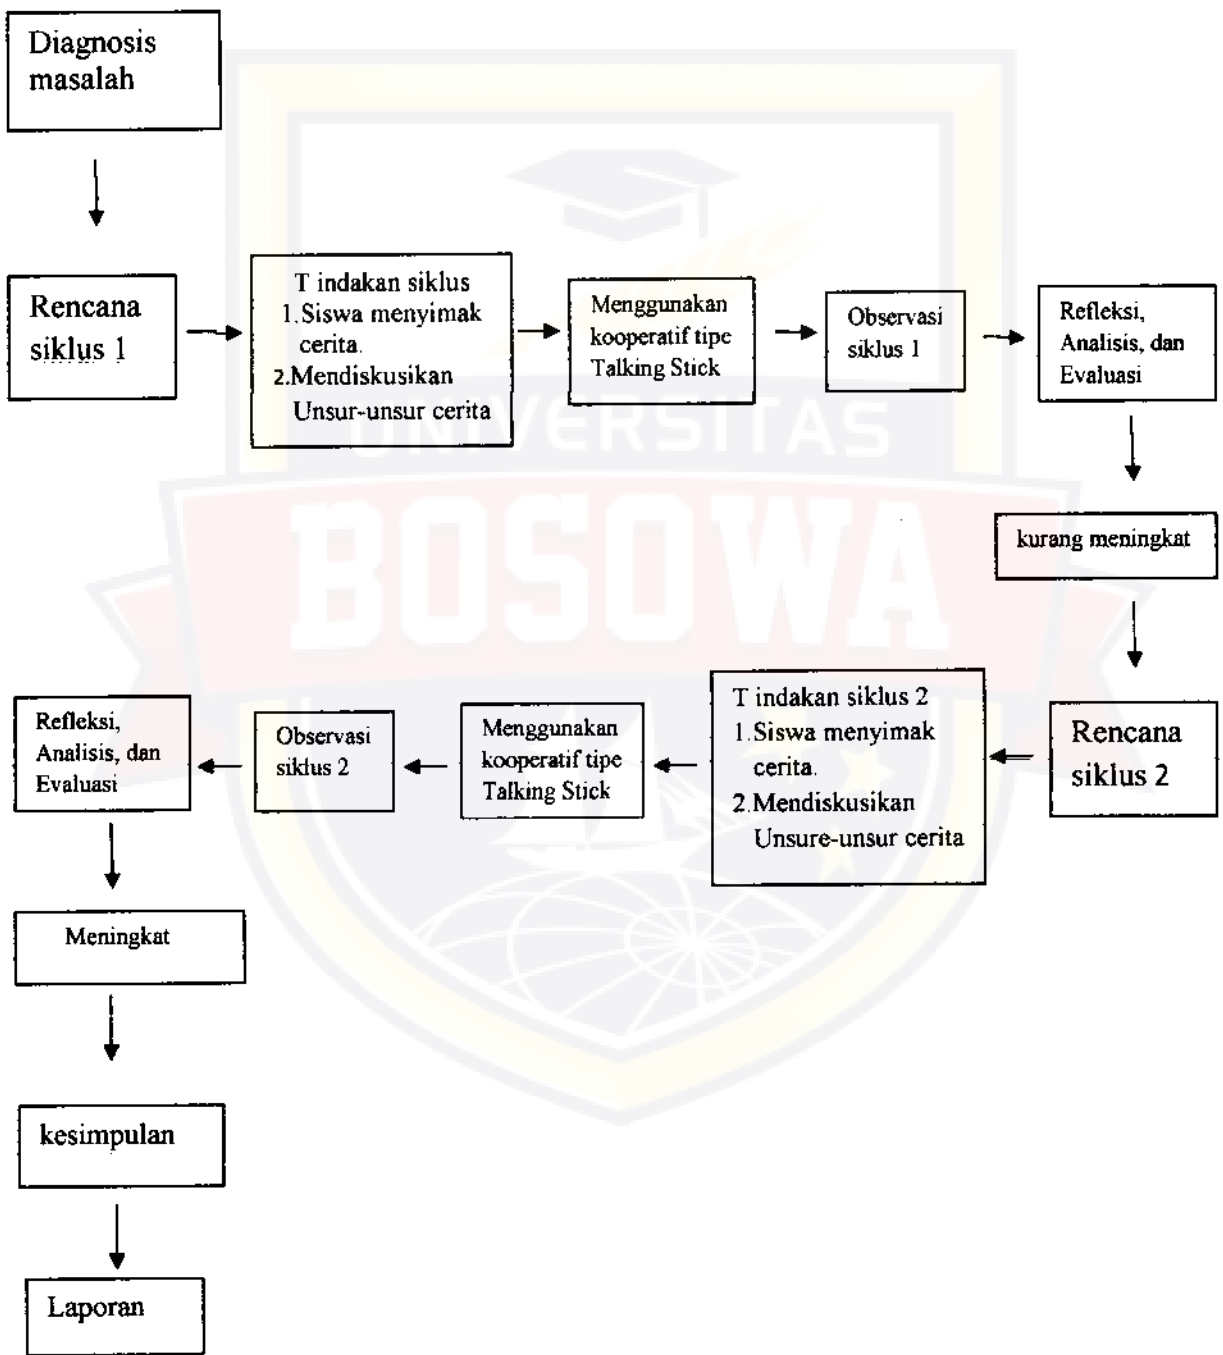 Diagnosis
masalah
Rencana
siklus 1
T indakan siklus
1.Siswa menyimak
cerita.
2.Mendiskusikan
Unsur-unsur cerita
Menggunakan
kooperatif tipe
Talking Stick
Observasi
siklus 1
Refleksi,
Analisis, dan
Evaluasi
UNIVERSITAS
BOSOWA
kurang meningkat
Rencana
siklus 2
T indakan siklus 2
1.Siswa menyimak
cerita.
2.Mendiskusikan
Unsure-unsur cerita
Menggunakan
kooperatif tipe
Talking Stick
Observasi
siklus 2
Refleksi,
Analisis, dan
Evaluasi
Meningkat
kesimpulan
Laporan